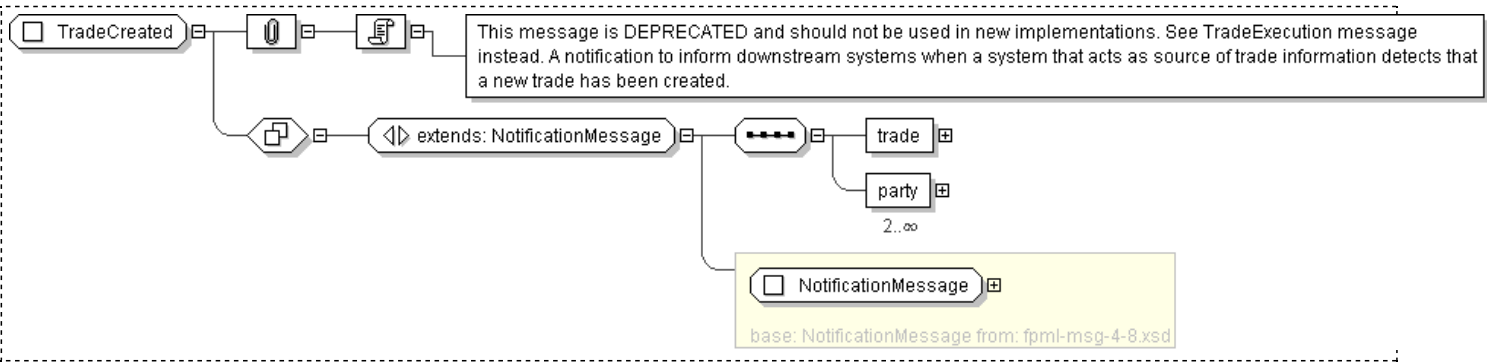 TradeCreated
This message is DEPRECATED and should not be used in new implementations. See TradeExecution message
instead. A notification to inform downstream systems when a system that acts as source of trade information detects that
a new trade has been created.
extends: NotificationMessage
trade
party
2..∞
NotificationMessage
base: NotificationMessage from: fpml-msg-4-8.xsd